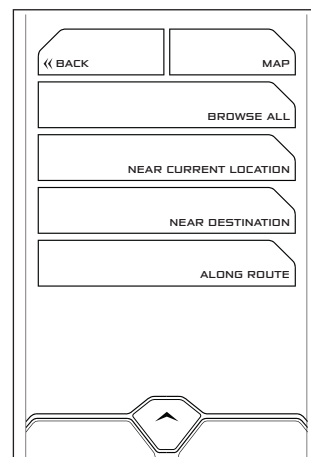 « BACK MAP
BROWSE ALL
NEAR CURRENT LOCATION
NEAR DESTINATION
ALONG ROUTE